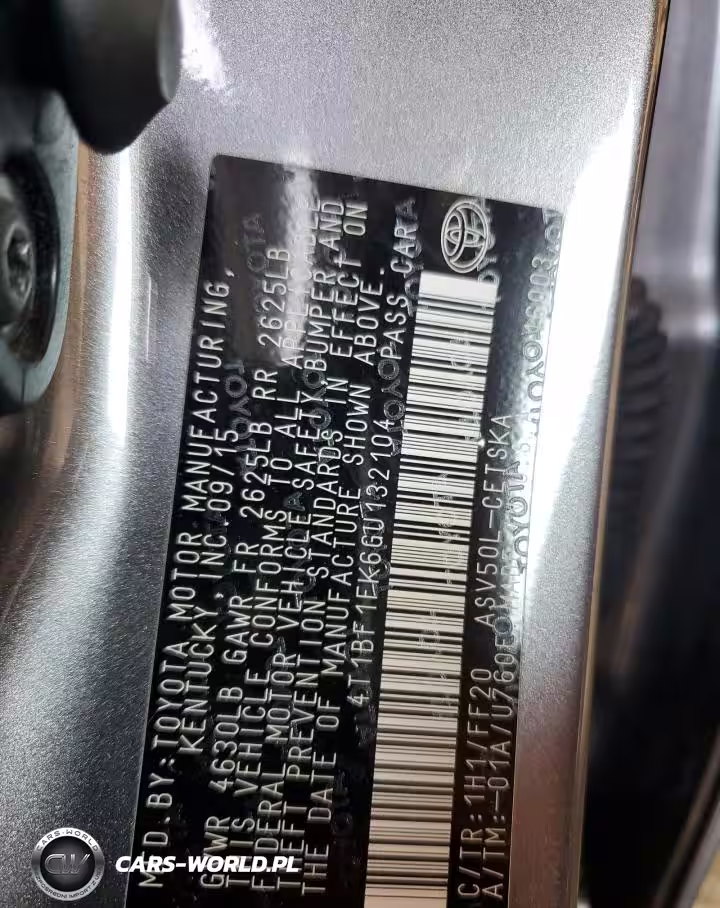 MFD.BY:TOYOTA MOTOR MANUFACTURING,
KENTUCKY, INC.09/15
GVWR 4630LB GAWR FR 2625LB RR 2625LB
THIS VEHICLE CONFORMS TO ALL APPLICABLE
FEDERAL MOTOR VEHICLE SAFETY,BUMPER,AND
THEFT PREVENTION STANDARDS IN EFFECT ON
THE DATE OF MANUFACTURE SHOWN ABOVE.
4T1BF1FK6GU132104 PASS.CAR
C/TR:1H1/FF20 ASV50L-CETSKA
A/TM:-01A/U760E
CARS-WORLD
CARS-WORLD.PL